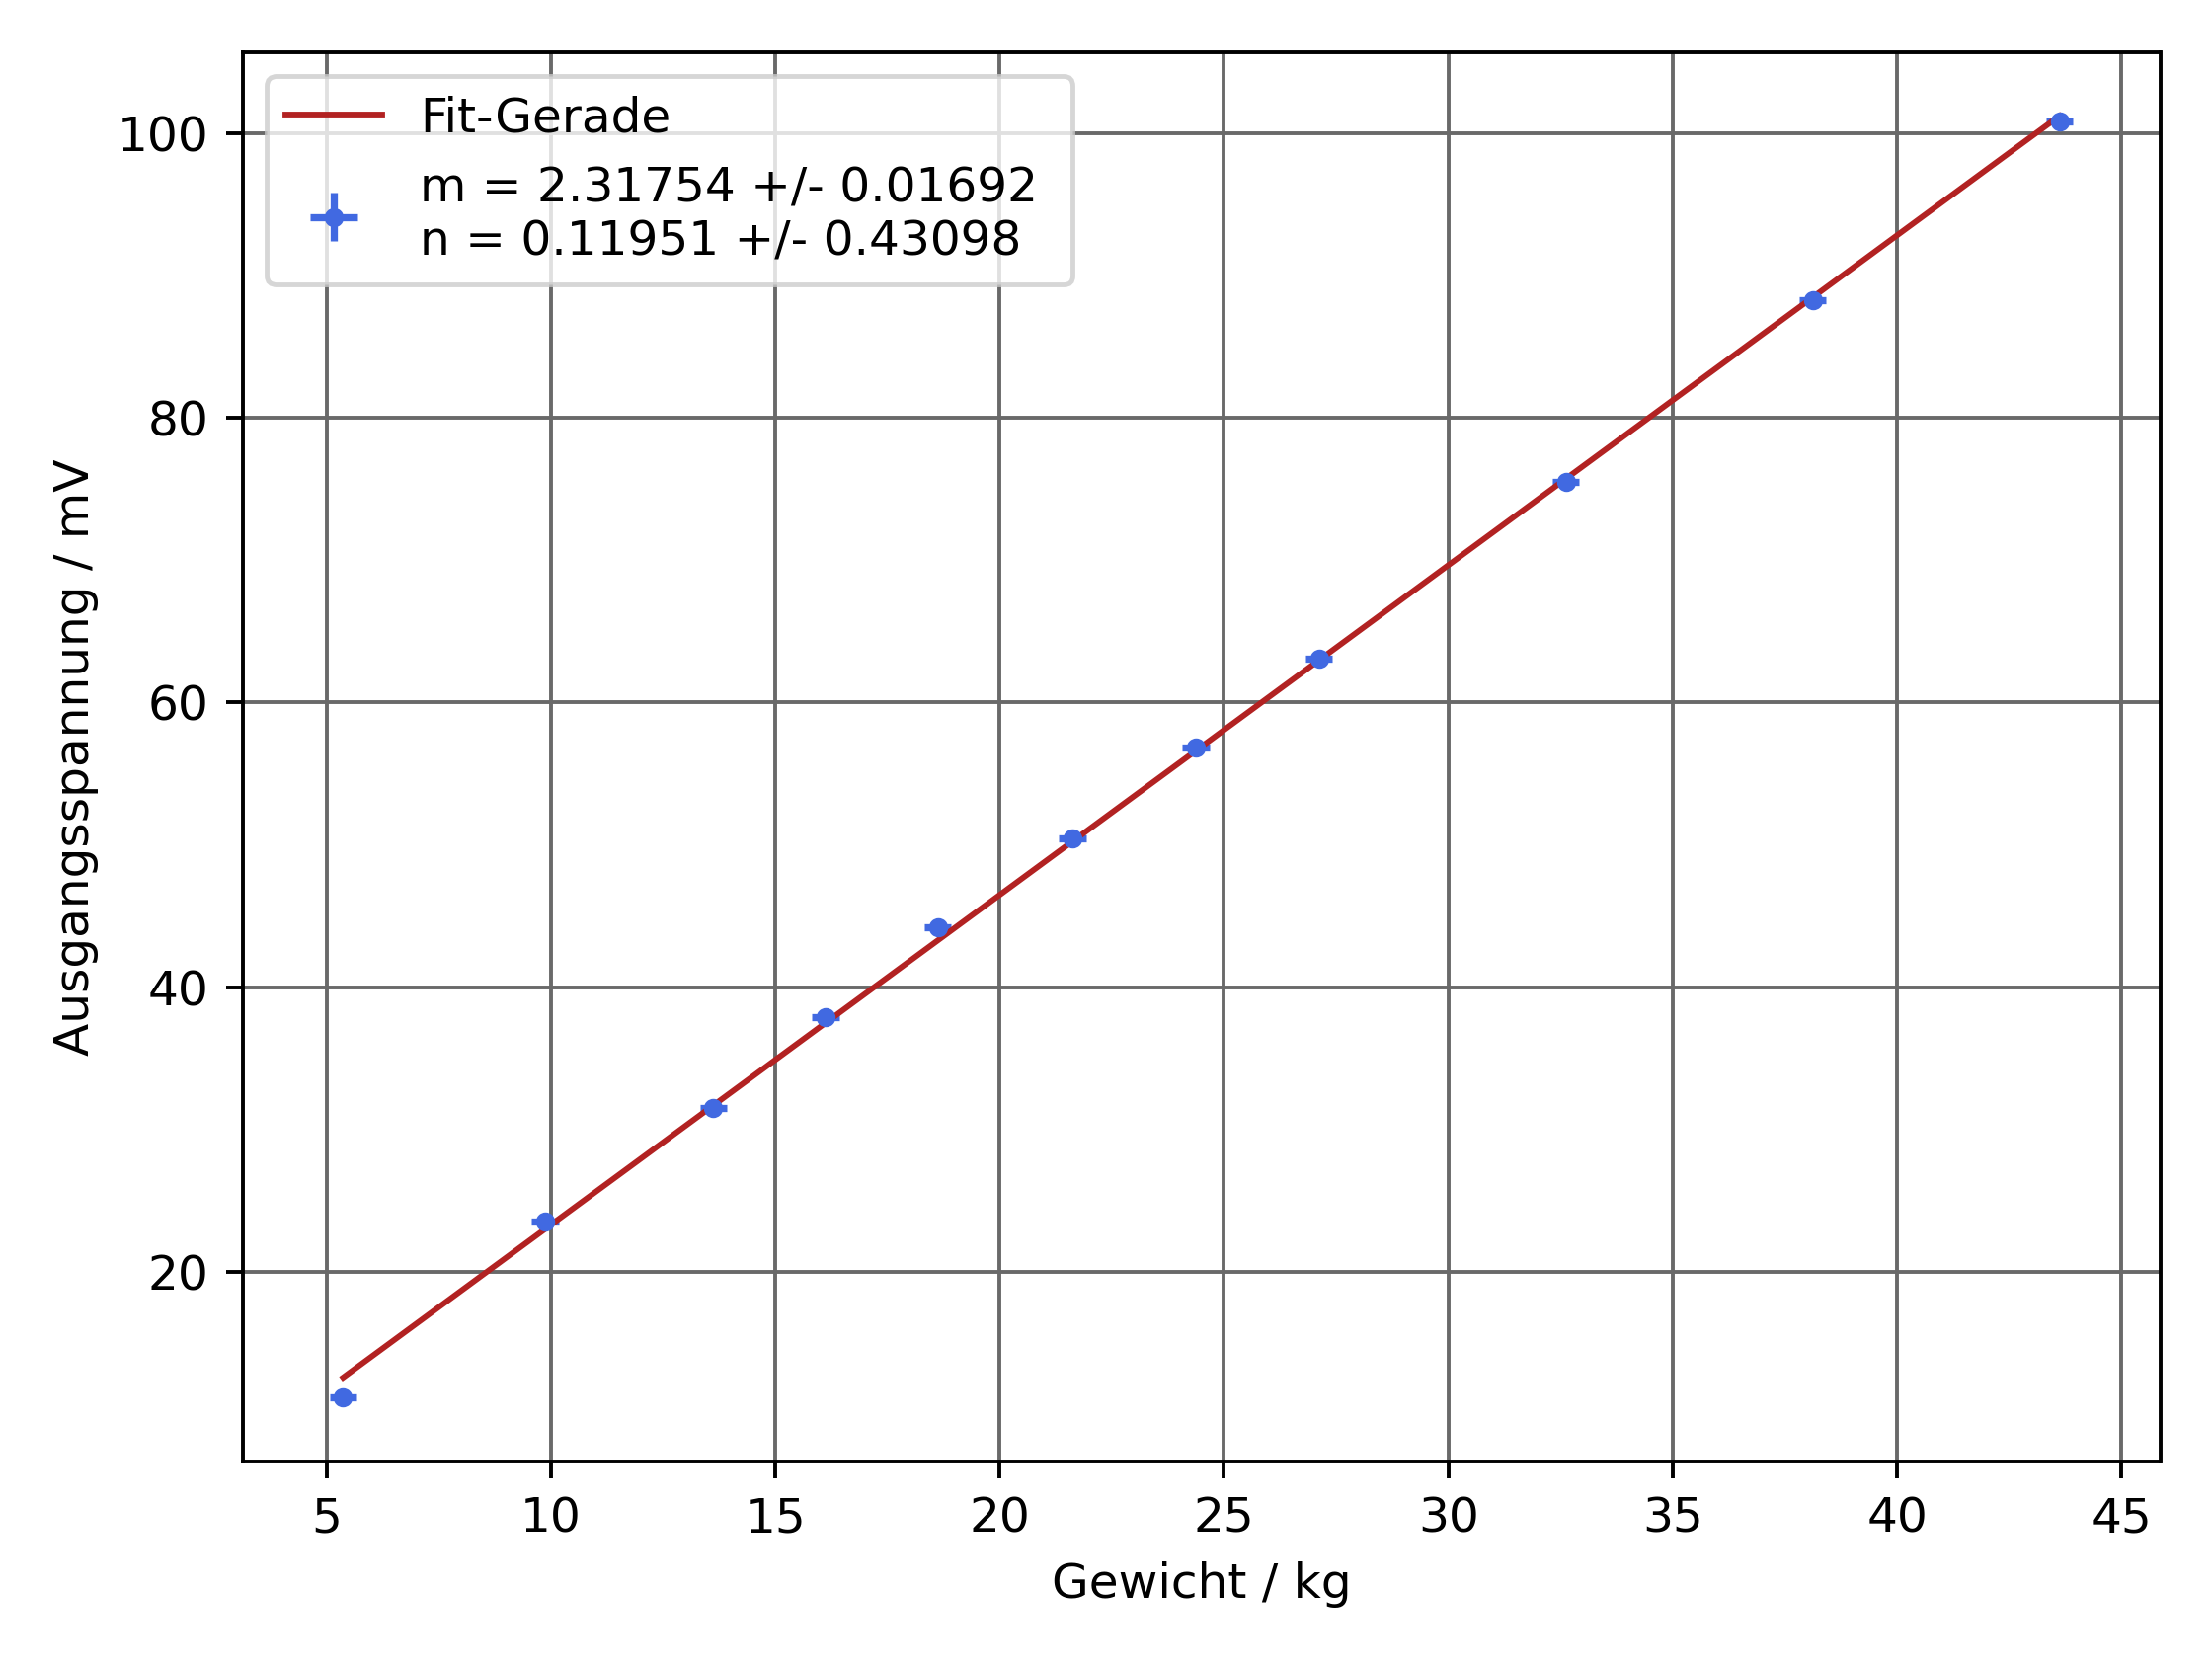 Fit-Gerade
m = 2.31754 +/- 0.01692
n = 0.11951 +/- 0.43098
100
80
60
40
20
Ausgangsspannung / mV
5 10 15 20 25 30 35 40 45
Gewicht / kg